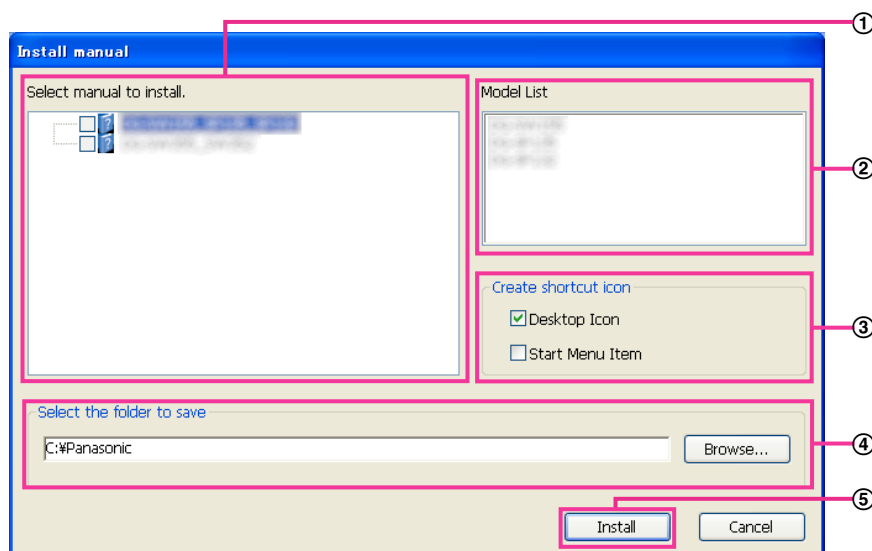 ①
Install manual
Select manual to install.
Model List
②
Create shortcut icon
Desktop Icon
Start Menu Item
③
Select the folder to save
C:¥Panasonic
Browse...
④
⑤
Install
Cancel